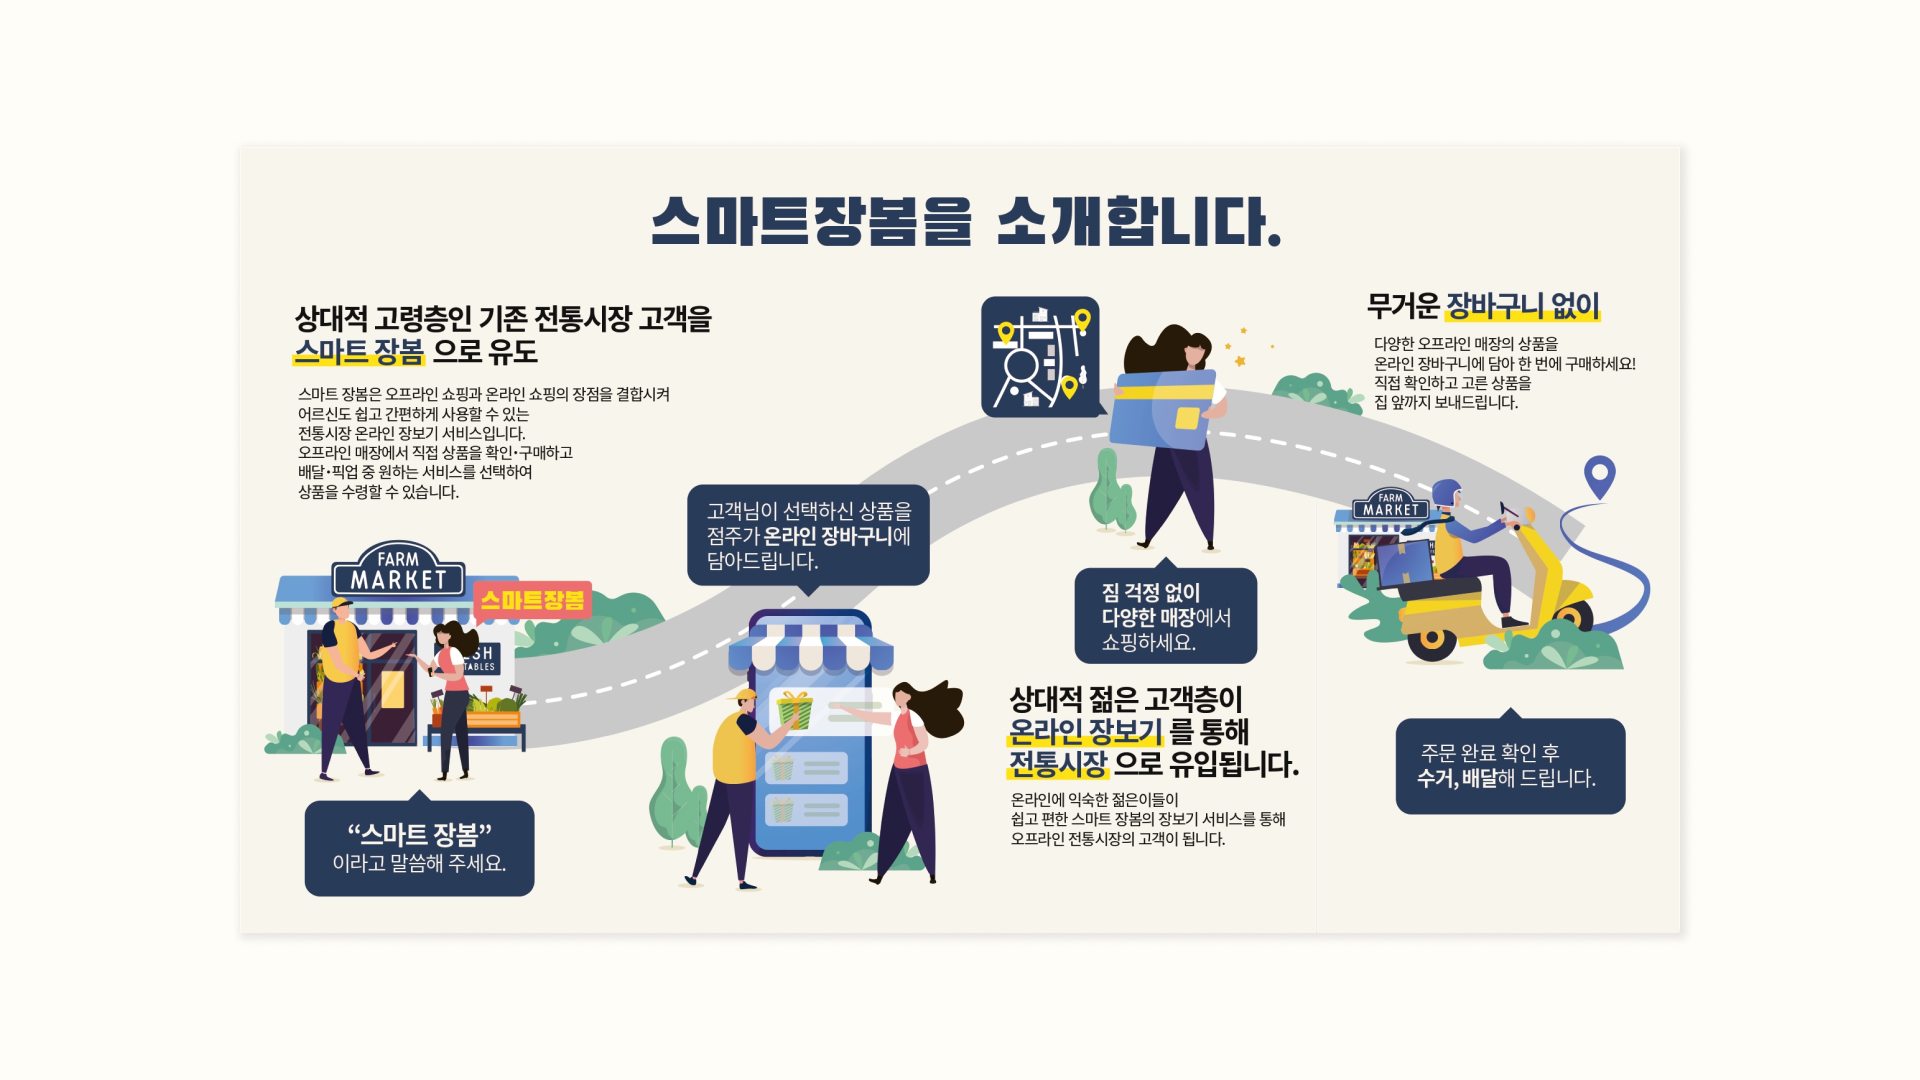 스마트장봄을 소개합니다.
상대적 고령층인 기존 전통시장 고객을
스마트 장봄 으로 유도
스마트 장봄은 오프라인 쇼핑과 온라인 쇼핑의 장점을 결합시켜
어르신도 쉽고 간편하게 사용할 수 있는
전통시장 온라인 장보기 서비스입니다.
오프라인 매장에서 직접 상품을 확인·구매하고
배달·픽업 중 원하는 서비스를 선택하여
상품을 수령할 수 있습니다.
FARM
MARKET
스마트장봄
SH
TABLES
“스마트 장봄”
이라고 말씀해 주세요.
고객님이 선택하신 상품을
점주가 온라인 장바구니에
담아드립니다.
짐 걱정 없이
다양한 매장에서
쇼핑하세요.
상대적 젊은 고객층이
온라인 장보기 를 통해
전통시장 으로 유입됩니다.
온라인에 익숙한 젊은이들이
쉽고 편한 스마트 장봄의 장보기 서비스를 통해
오프라인 전통시장의 고객이 됩니다.
무거운 장바구니 없이
다양한 오프라인 매장의 상품을
온라인 장바구니에 담아 한 번에 구매하세요!
직접 확인하고 고른 상품을
집 앞까지 보내드립니다.
FARM
MARKET
주문 완료 확인 후
수거, 배달해 드립니다.